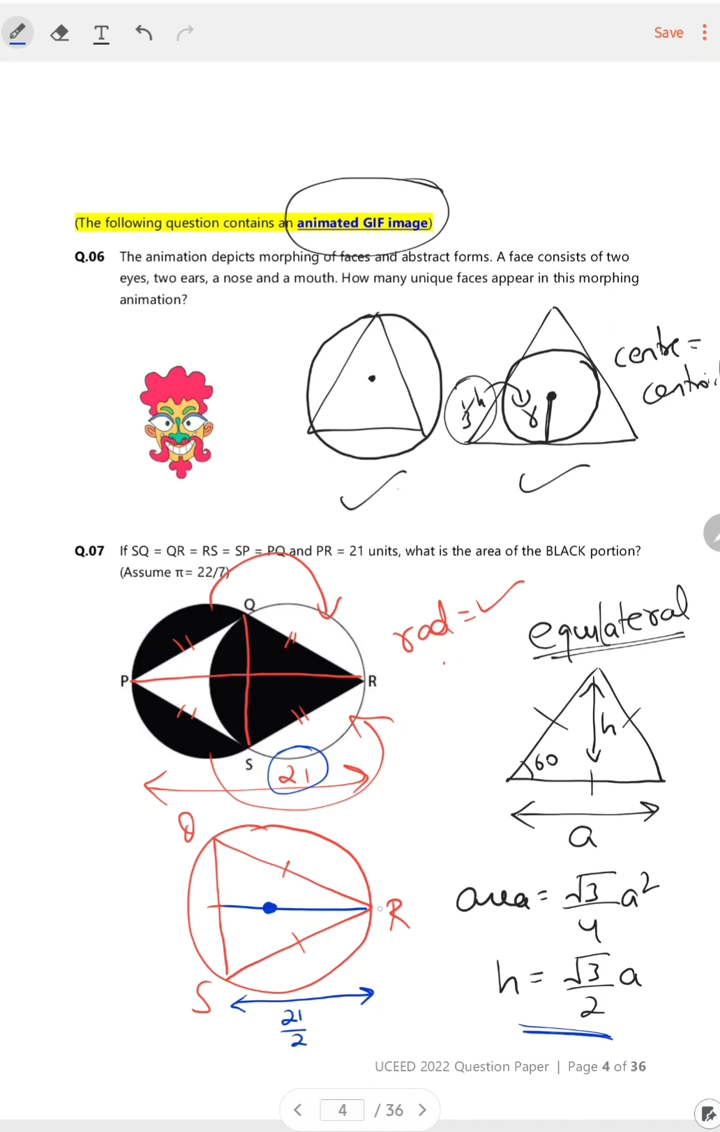 T
Save
(The following question contains an animated GIF image)
Q.06 The animation depicts morphing of faces and abstract forms. A face consists of two
eyes, two ears, a nose and a mouth. How many unique faces appear in this morphing
animation?
centre =
centroi
1/3 h
r
Q.07 If SQ = QR = RS = SP = PQ and PR = 21 units, what is the area of the BLACK portion?
(Assume π= 22/7)
rad =
equilateral
Q
P
R
S
21
h
60
a
Q
R
S
21/2
area = √3/4 a²
h = √3/2 a
UCEED 2022 Question Paper | Page 4 of 36
< 4 / 36 >